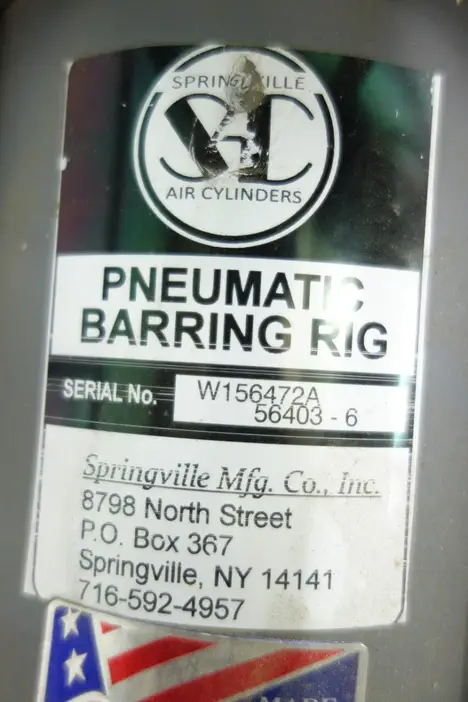 SPRINGVILLE
AIR CYLINDERS
PNEUMATIC
BARRING RIG
SERIAL No.
W156472A
56403 - 6
Springville Mfg. Co., Inc.
8798 North Street
P.O. Box 367
Springville, NY 14141
716-592-4957
MADE